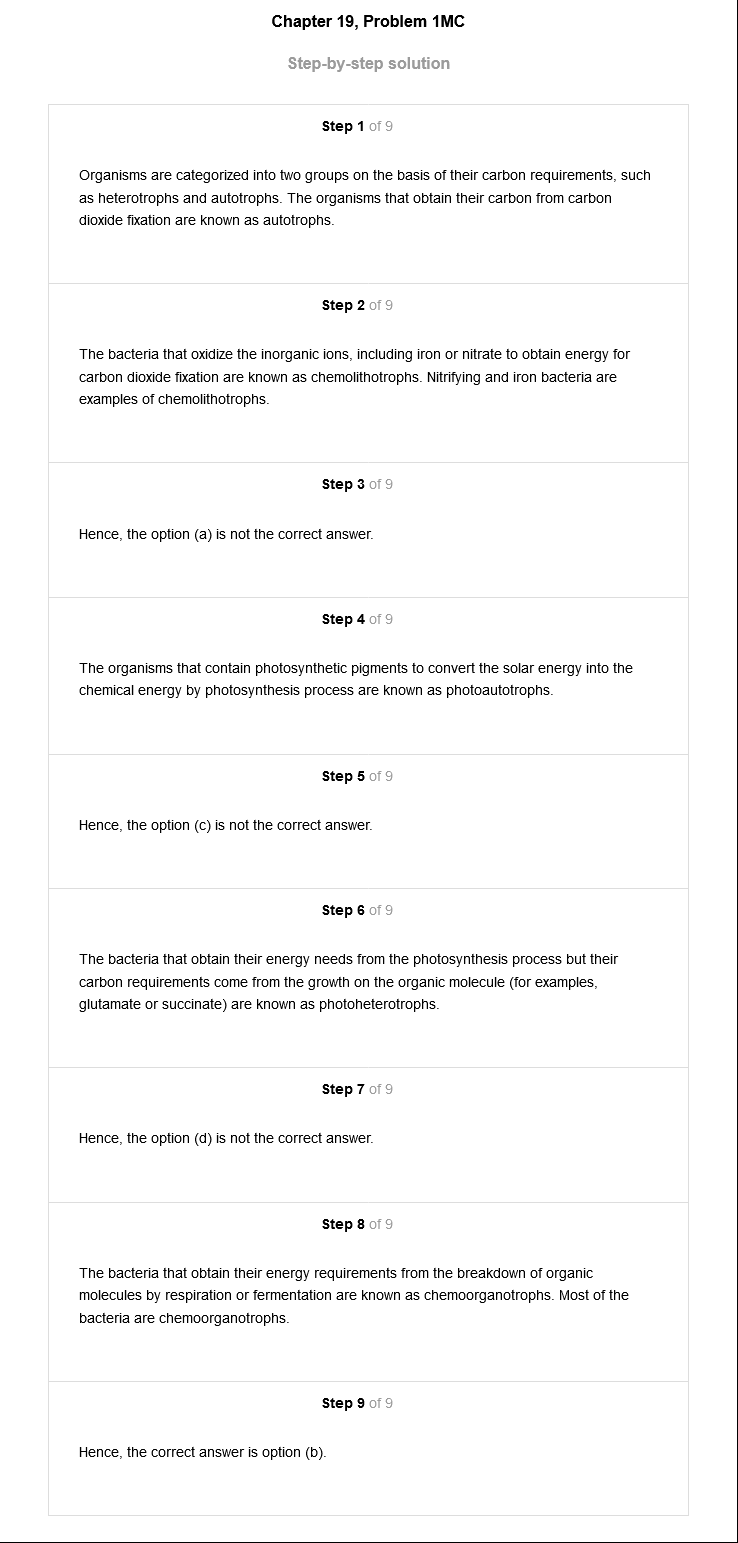 Chapter 19, Problem 1MC
Step-by-step solution
Step 1 of 9
Organisms are categorized into two groups on the basis of their carbon requirements, such
as heterotrophs and autotrophs. The organisms that obtain their carbon from carbon
dioxide fixation are known as autotrophs.
Step 2 of 9
The bacteria that oxidize the inorganic ions, including iron or nitrate to obtain energy for
carbon dioxide fixation are known as chemolithotrophs. Nitrifying and iron bacteria are
examples of chemolithotrophs.
Step 3 of 9
Hence, the option (a) is not the correct answer.
Step 4 of 9
The organisms that contain photosynthetic pigments to convert the solar energy into the
chemical energy by photosynthesis process are known as photoautotrophs.
Step 5 of 9
Hence, the option (c) is not the correct answer.
Step 6 of 9
The bacteria that obtain their energy needs from the photosynthesis process but their
carbon requirements come from the growth on the organic molecule (for examples,
glutamate or succinate) are known as photoheterotrophs.
Step 7 of 9
Hence, the option (d) is not the correct answer.
Step 8 of 9
The bacteria that obtain their energy requirements from the breakdown of organic
molecules by respiration or fermentation are known as chemoorganotrophs. Most of the
bacteria are chemoorganotrophs.
Step 9 of 9
Hence, the correct answer is option (b).